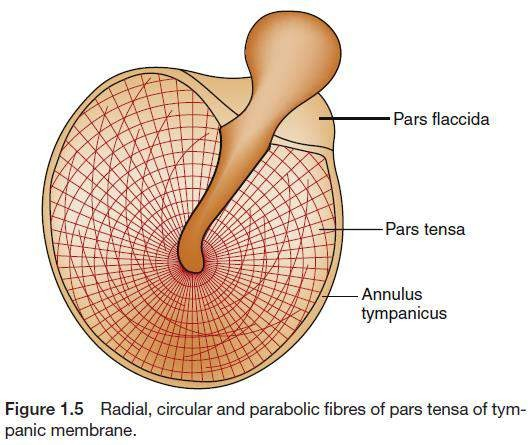 Pars flaccida
Pars tensa
Annulus
tympanicus
Figure 1.5 Radial, circular and parabolic fibres of pars tensa of tym-
panic membrane.